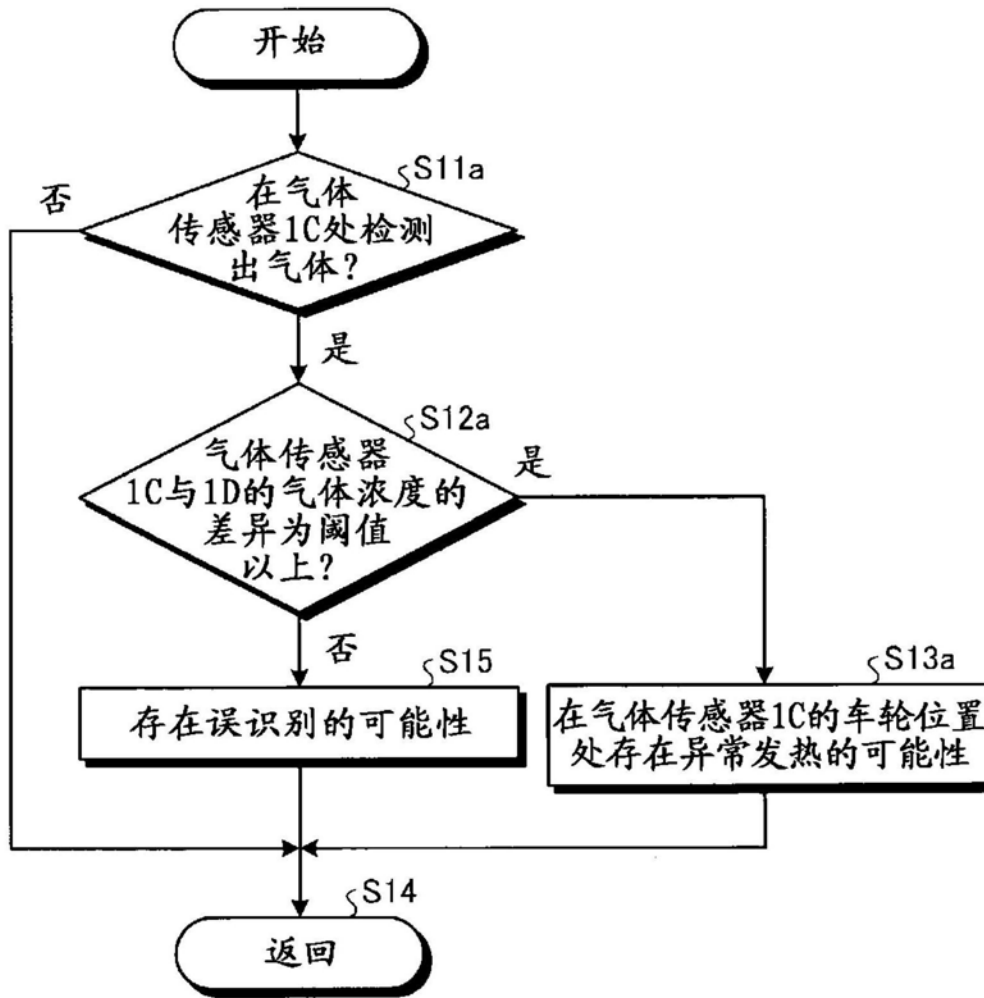 开始
S11a
否
在气体
传感器1C处检测
出气体?
是
S12a
气体传感器
1C与1D的气体浓度的
差异为阈值
以上?
是
否
S15
存在误识别的可能性
S13a
在气体传感器1C的车轮位置
处存在异常发热的可能性
S14
返回